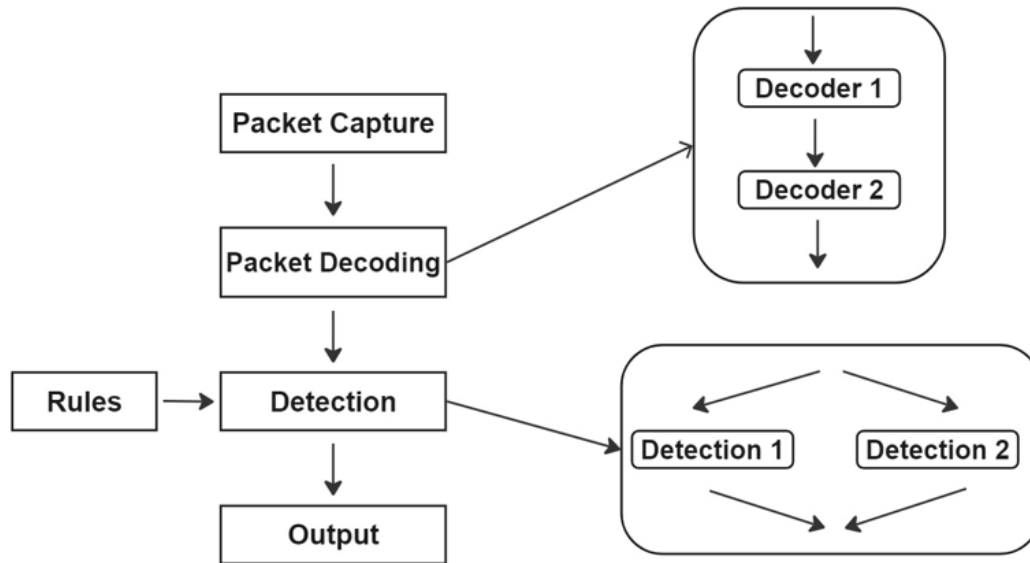 Packet Capture
Packet Decoding
Rules
Detection
Output
Decoder 1
Decoder 2
Detection 1
Detection 2